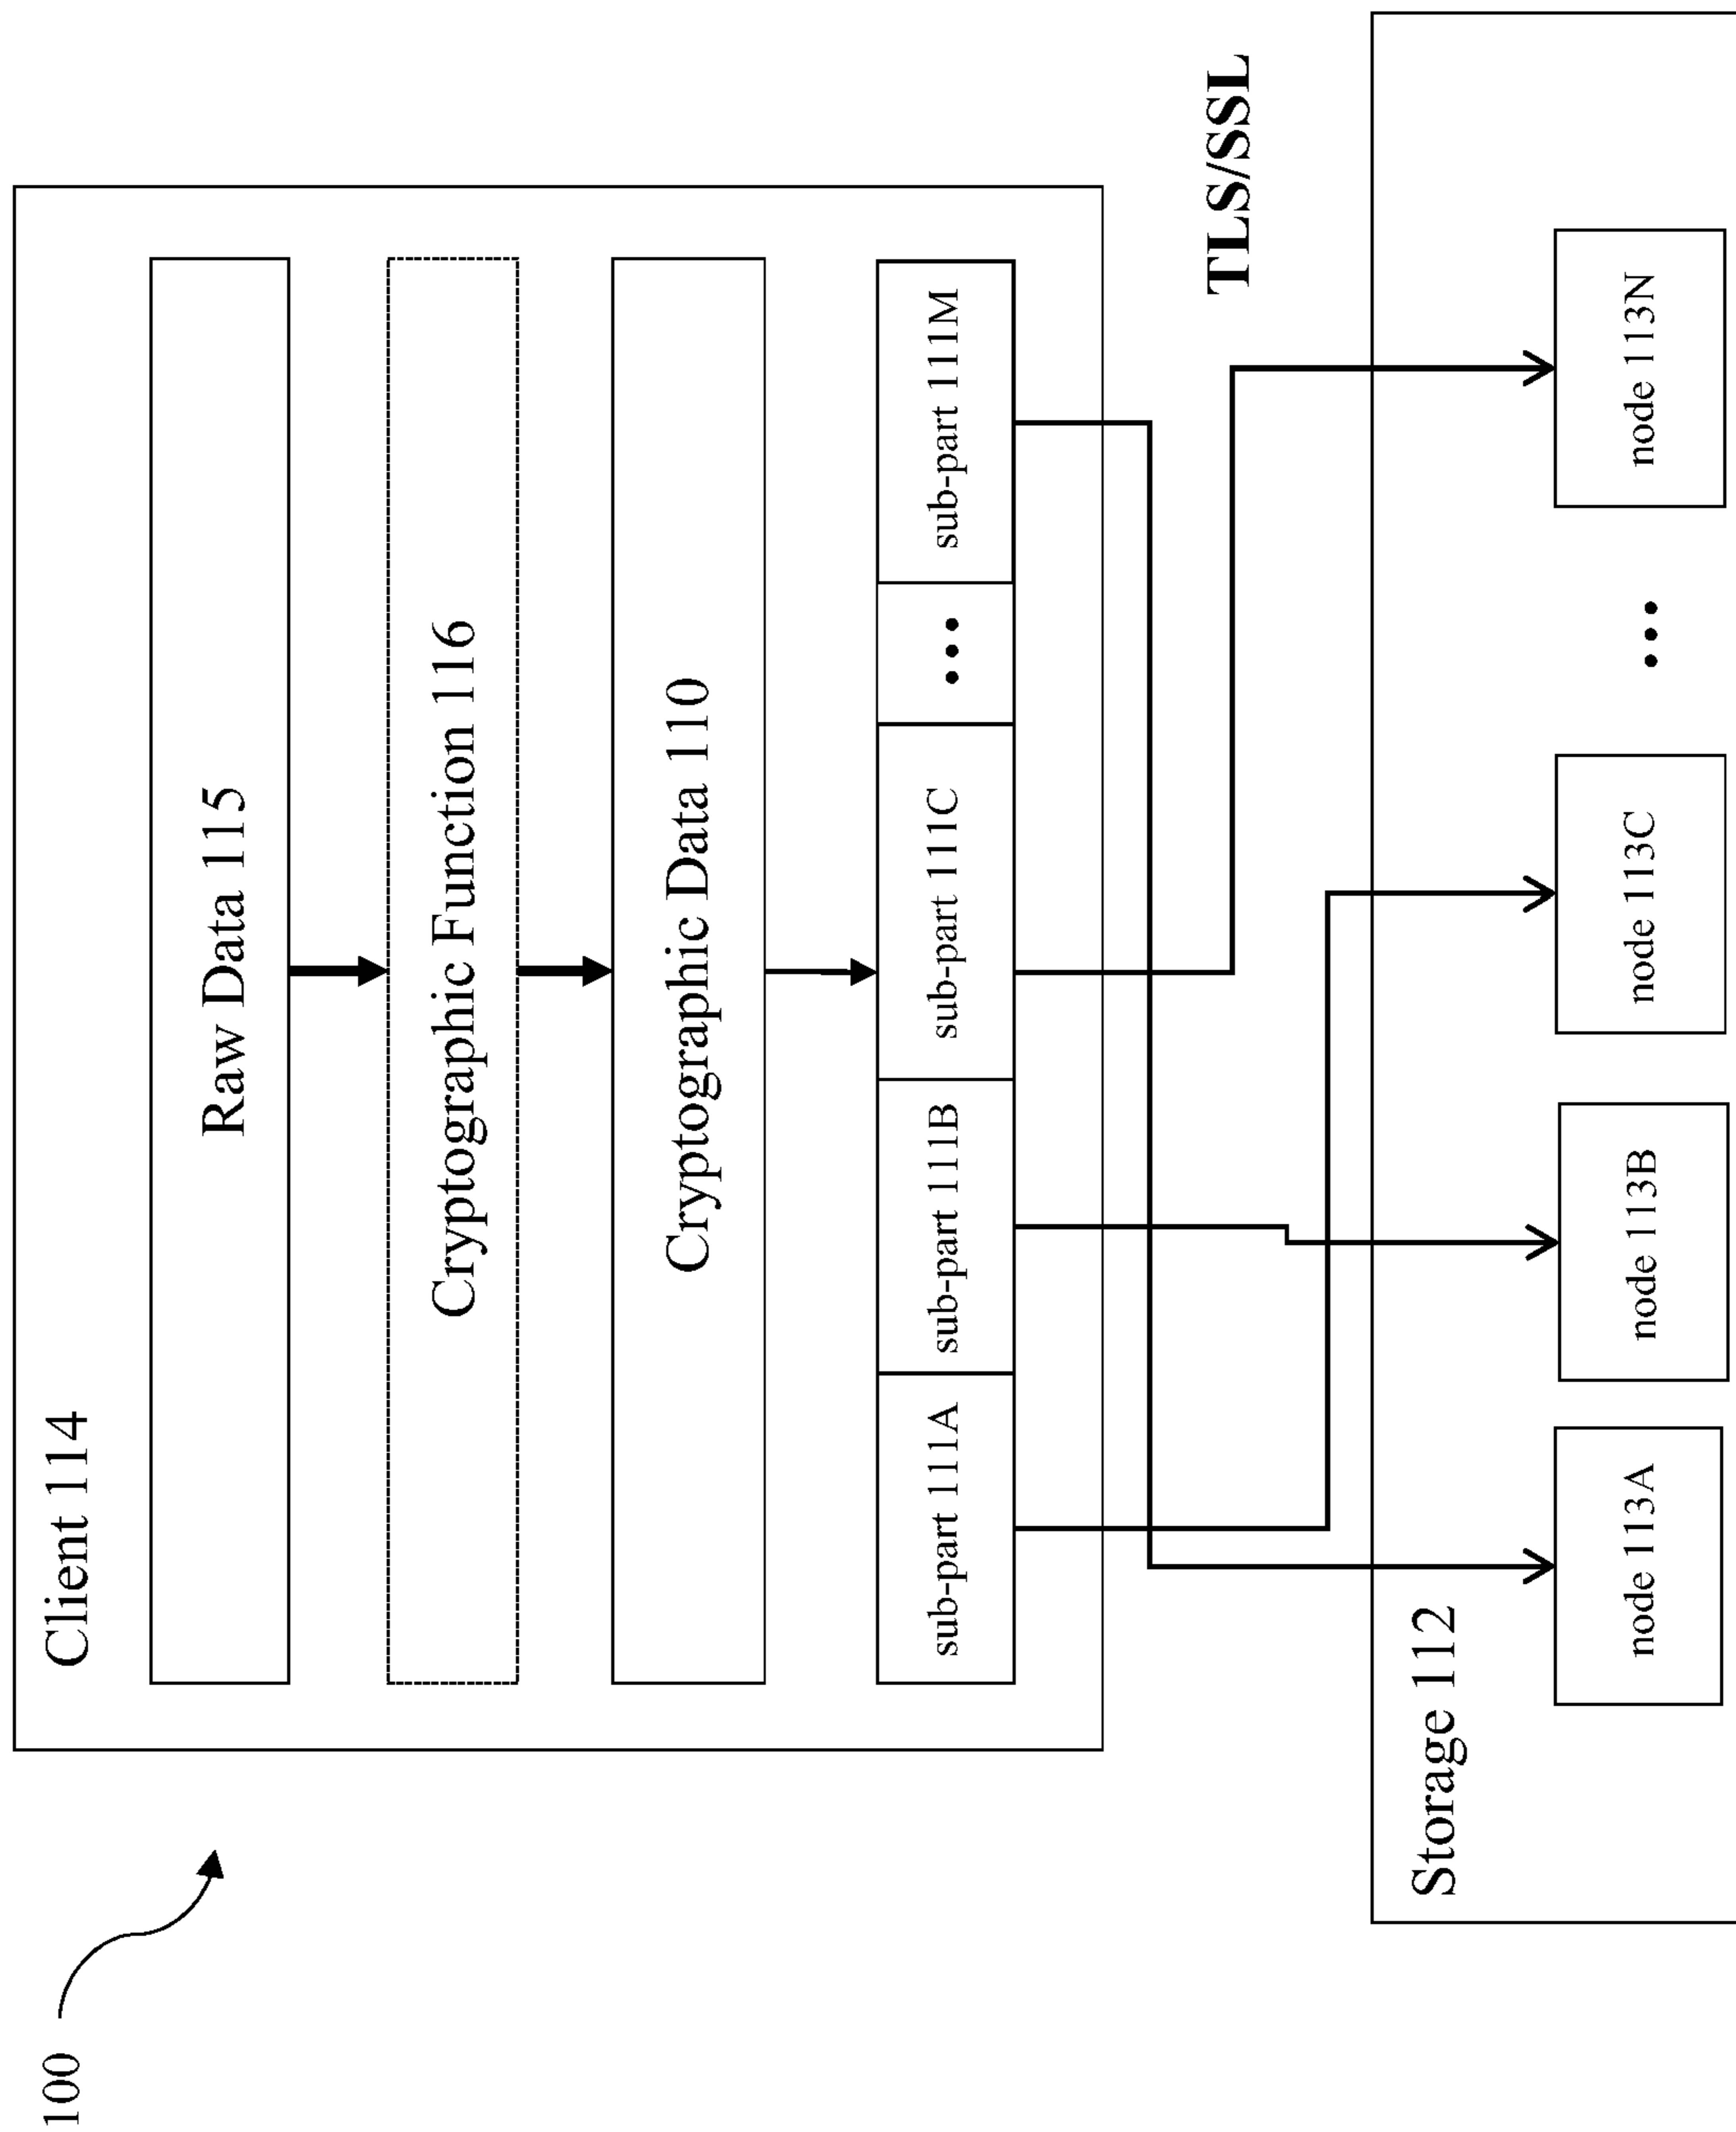 100
Client 114
Raw Data 115
Cryptographic Function 116
Cryptographic Data 110
sub-part 111A
sub-part 111B
sub-part 111C
...
sub-part 111M
TLS/SSL
Storage 112
node 113A
node 113B
node 113C
...
node 113N